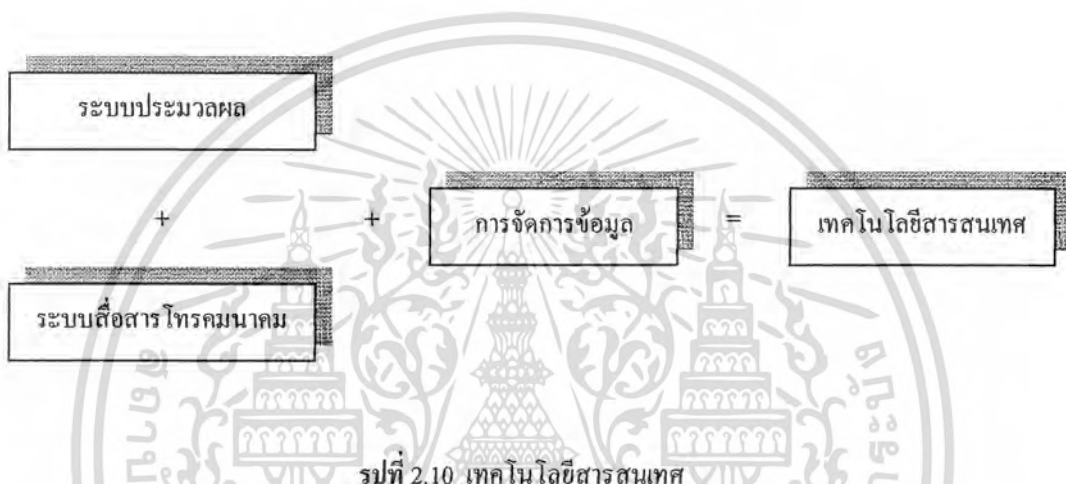 ระบบประมวลผล
+ + การจัดการข้อมูล = เทคโนโลยีสารสนเทศ
ระบบสื่อสารโทรคมนาคม
รูปที่ 2.10 เทคโนโลยีสารสนเทศ